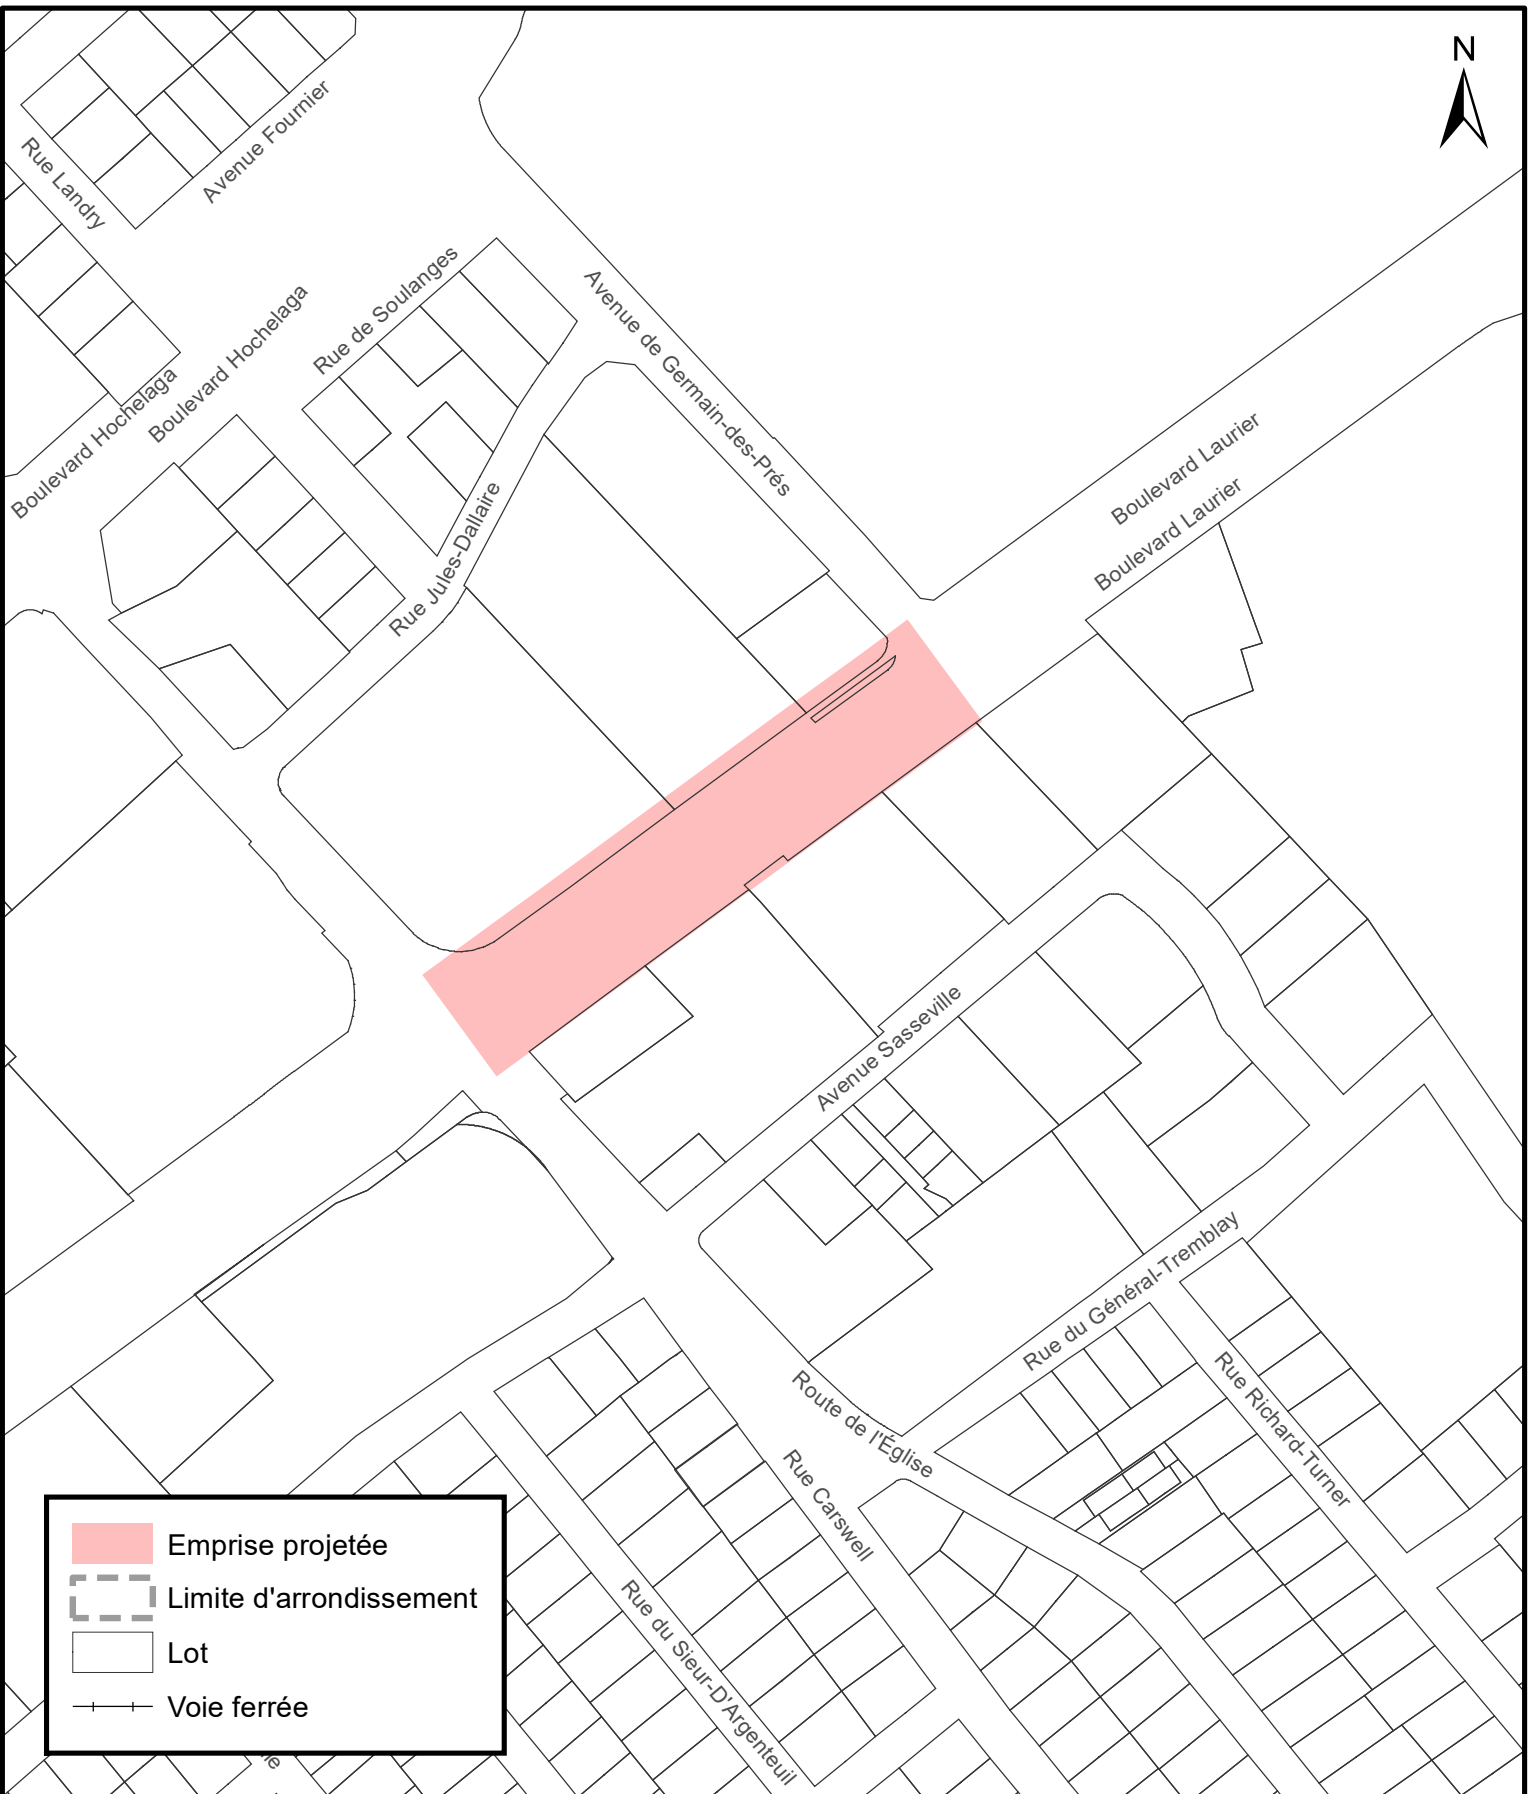 N
Avenue Fournier
Rue Landry
Rue de Soulanges
Boulevard Hochelaga
Boulevard Hochelaga
Avenue de Germain-des-Prés
Boulevard Laurier
Boulevard Laurier
Rue Jules-Dallaire
Avenue Sasseville
Rue du Général-Tremblay
Route de l'Église
Rue Richard-Turner
Rue Carswell
Rue du Sieur-D'Argenteuil
Emprise projetée
Limite d'arrondissement
Lot
Voie ferrée